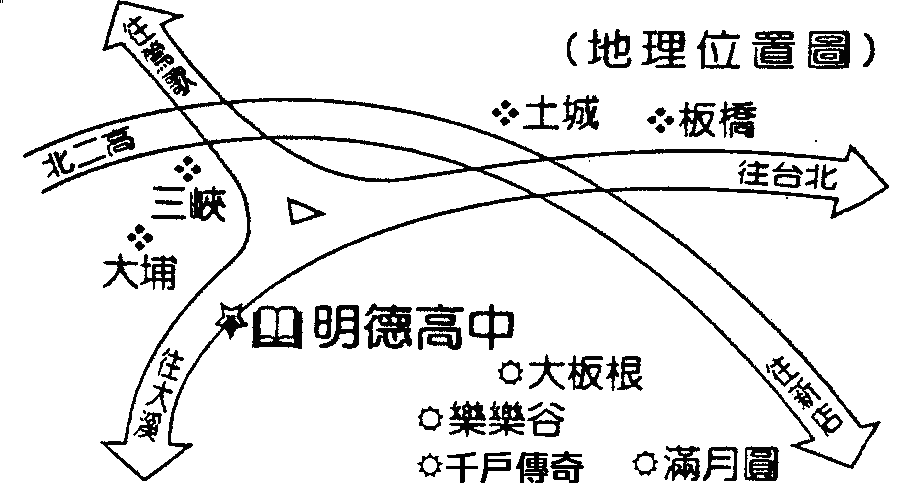 (地理位置圖)
往鶯歌
土城
板橋
北二高
往台北
三峽
大埔
明德高中
往大溪
大板根
往新店
樂樂谷
千戶傳奇
滿月圓